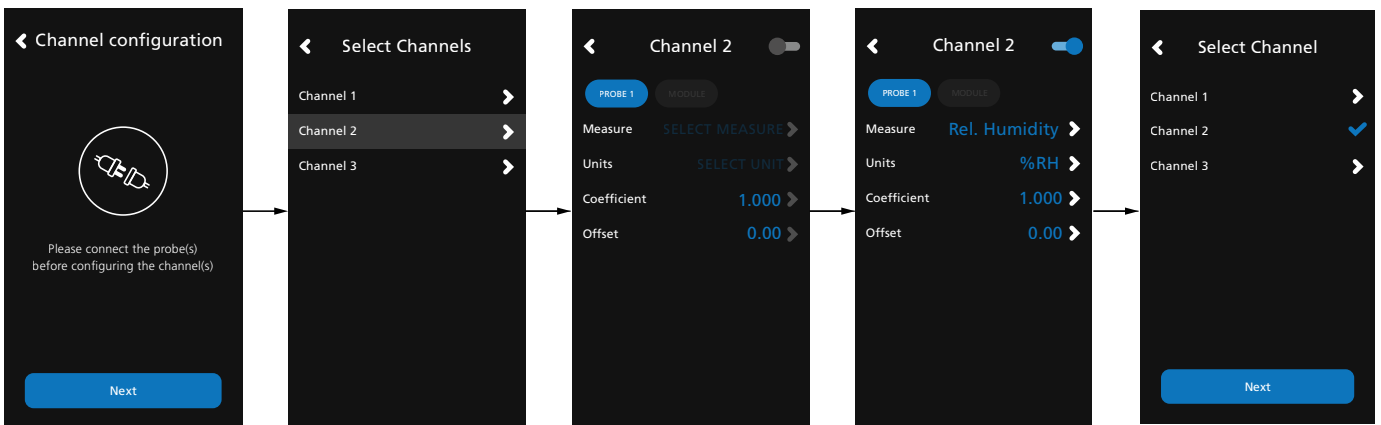 Channel configuration
Please connect the probe(s)
before configuring the channel(s)
Next
Select Channels
Channel 1
Channel 2
Channel 3
Channel 2
PROBE 1 MODULE
Measure SELECT MEASURE
Units SELECT UNIT
Coefficient 1.000
Offset 0.00
Channel 2
PROBE 1 MODULE
Measure Rel. Humidity
Units %RH
Coefficient 1.000
Offset 0.00
Select Channel
Channel 1
Channel 2
Channel 3
Next